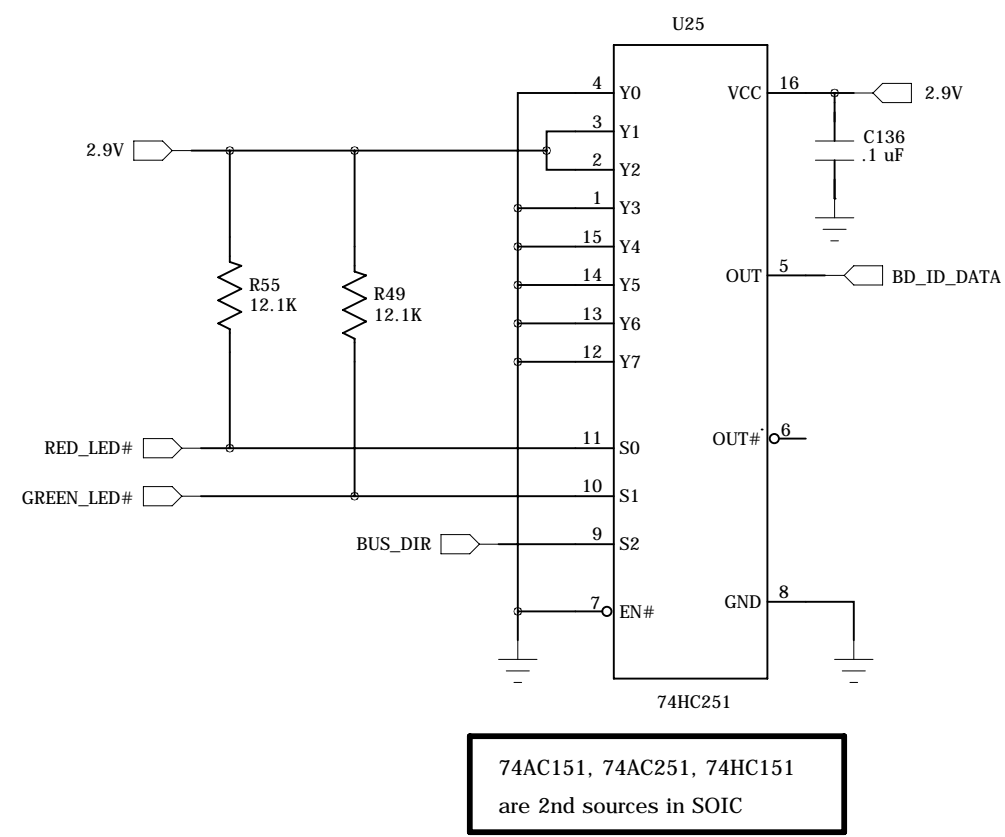 U25
4 Y0
VCC 16
2.9V
3 Y1
C136
.1 uF
2.9V
2 Y2
1 Y3
15 Y4
OUT 5
BD_ID_DATA
14 Y5
R55
12.1K
R49
12.1K
13 Y6
12 Y7
OUT# 6
RED_LED#
11 S0
GREEN_LED#
10 S1
BUS_DIR
9 S2
GND 8
7 EN#
74HC251
74AC151, 74AC251, 74HC151
are 2nd sources in SOIC